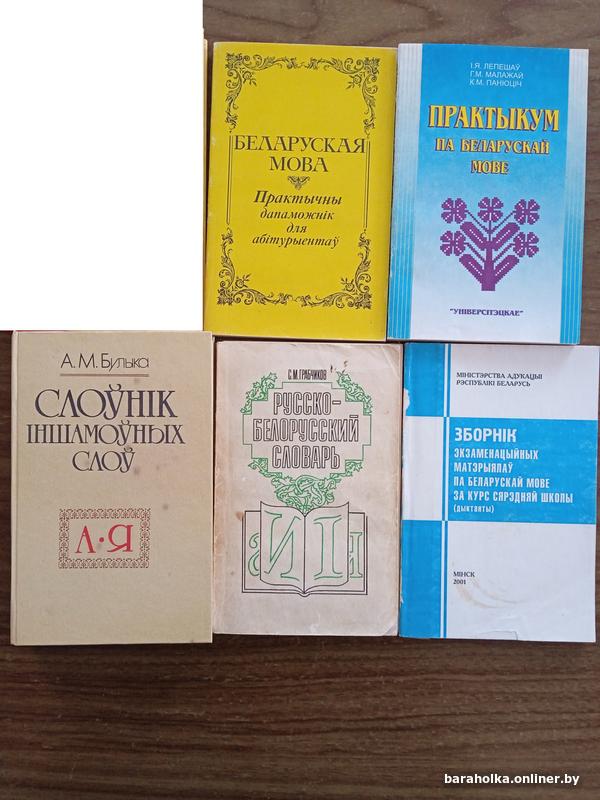 БЕЛАРУСКАЯ
МОВА
Практычны
дапаможнік
для
абітурыентаў
І.Я. ЛЕПЕШАЎ
Г.М. МАЛАЖАЙ
К.М. ПАНЮЦІЧ
ПРАКТЫКУМ
ПА БЕЛАРУСКАЙ
МОВЕ
"УНІВЕРСІТЭЦКАЕ"
А.М. Булыка
СЛОЎНІК
ІНШАМОЎНЫХ
СЛОЎ
Л·Я
С.М. ГРАБЧИКОВ
РУССКО-
БЕЛОРУССКИЙ
СЛОВАРЬ
МІНІСТЭРСТВА АДУКАЦЫІ
РЭСПУБЛІКІ БЕЛАРУСЬ
ЗБОРНІК
ЭКЗАМЕНАЦЫЙНЫХ
МАТЭРЫЯЛАЎ
ПА БЕЛАРУСКАЙ МОВЕ
ЗА КУРС СЯРЭДНЯЙ ШКОЛЫ
(дыктанты)
МІНСК
2001
baraholka.onliner.by